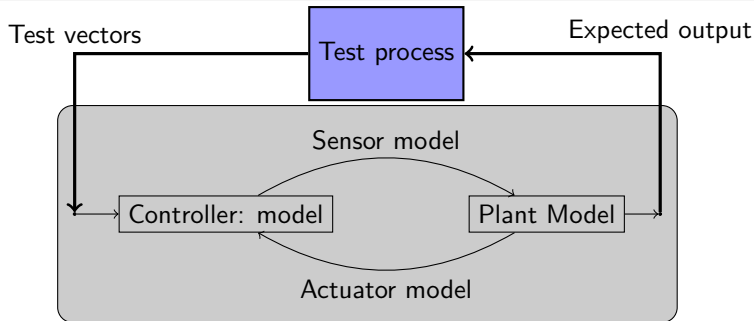 Test vectors
Test process
Expected output
Sensor model
Controller: model
Plant Model
Actuator model